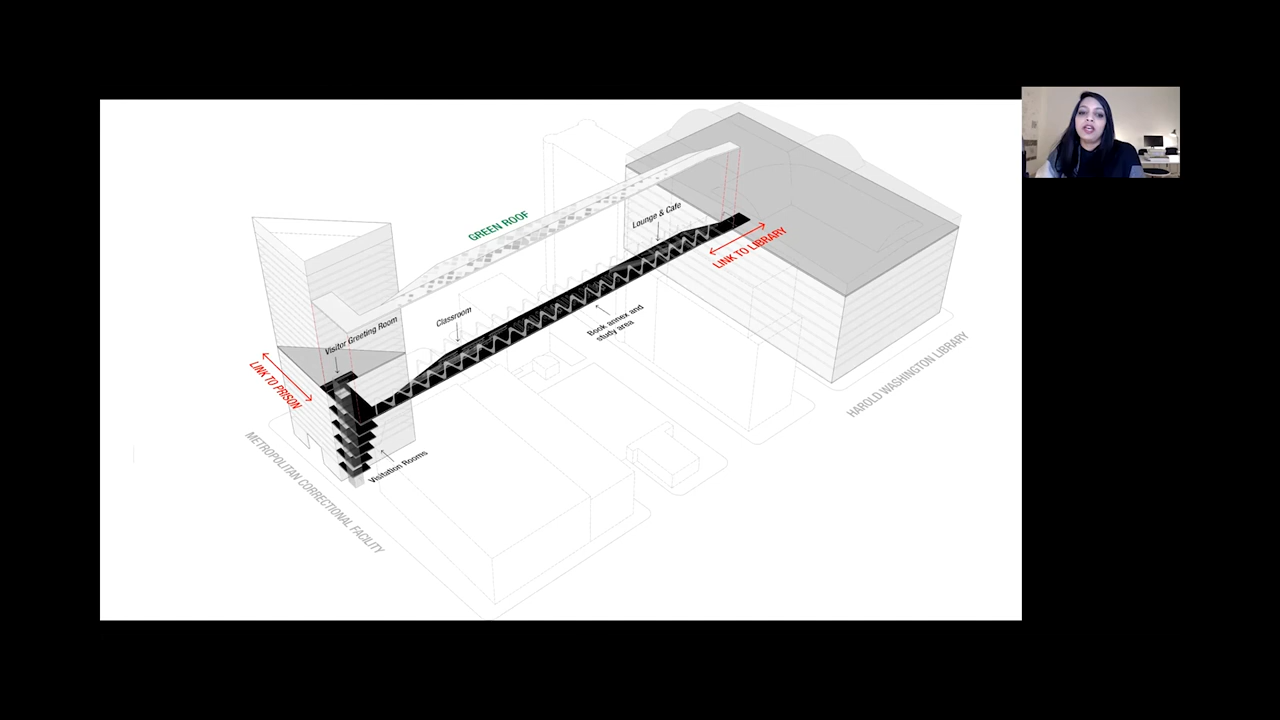 GREEN ROOF
Lounge & Cafe
LINK TO LIBRARY
Classroom
Visitor Greeting Room
Book annex and
study area
LINK TO PRISON
HAROLD WASHINGTON LIBRARY
Visitation Rooms
METROPOLITAN CORRECTIONAL FACILITY